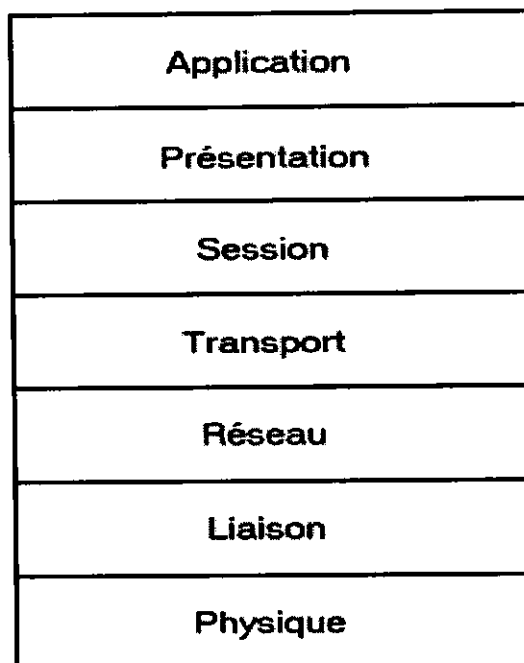 Application
Présentation
Session
Transport
Réseau
Liaison
Physique